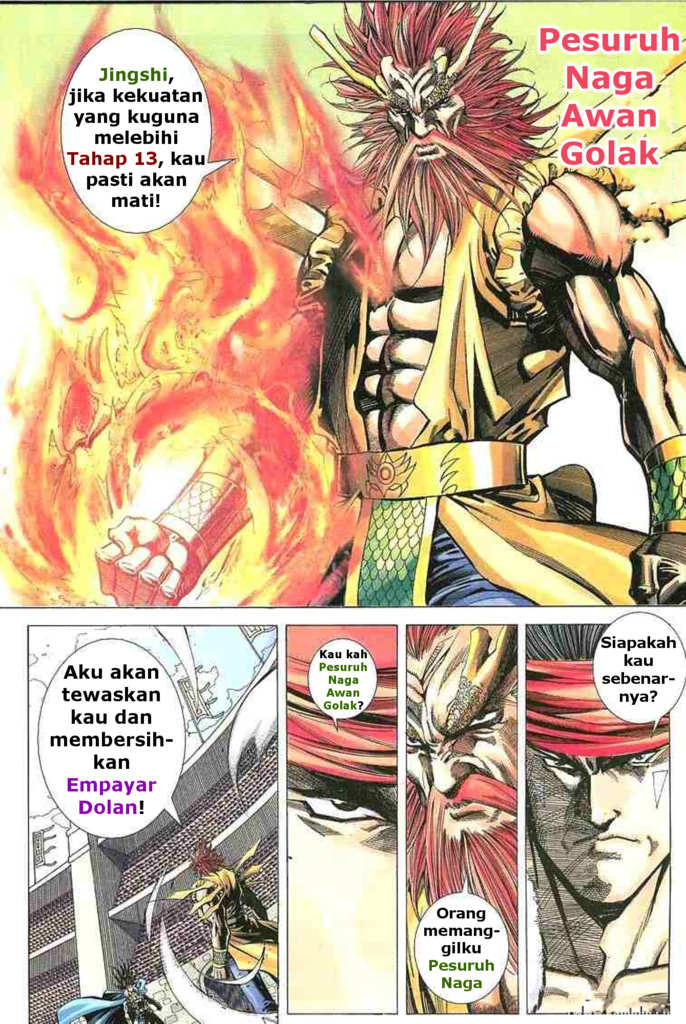 Pesuruh
Naga
Awan
Golak
Jingshi,
jika kekuatan
yang kuguna
melebihi
Tahap 13, kau
pasti akan
mati!
Aku akan
tewaskan
kau dan
membersih-
kan
Empayar
Dolan!
Kau kah
Pesuruh
Naga
Awan
Golak?
Orang
memang-
gilku
Pesuruh
Naga
Siapakah
kau
sebenar-
nya?